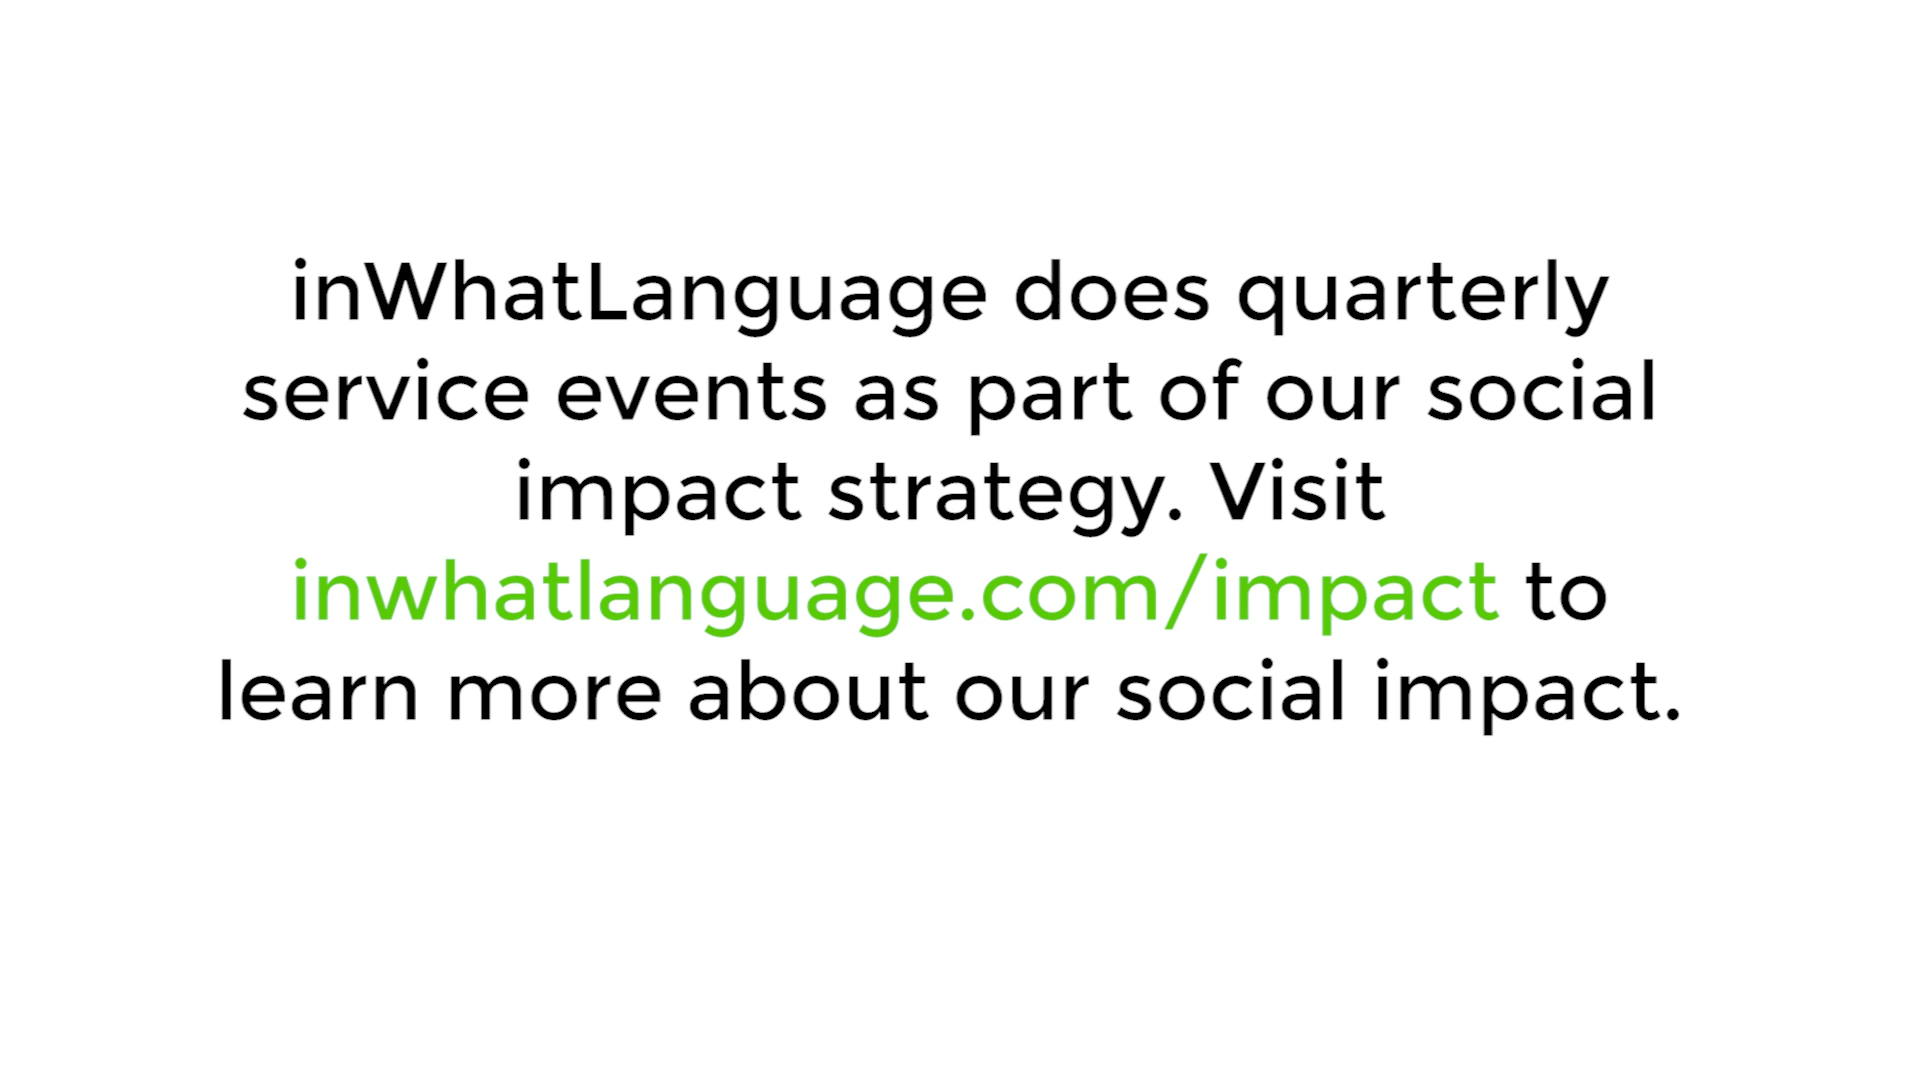 inWhatLanguage does quarterly
service events as part of our social
impact strategy. Visit
inwhatlanguage.com/impact to
learn more about our social impact.